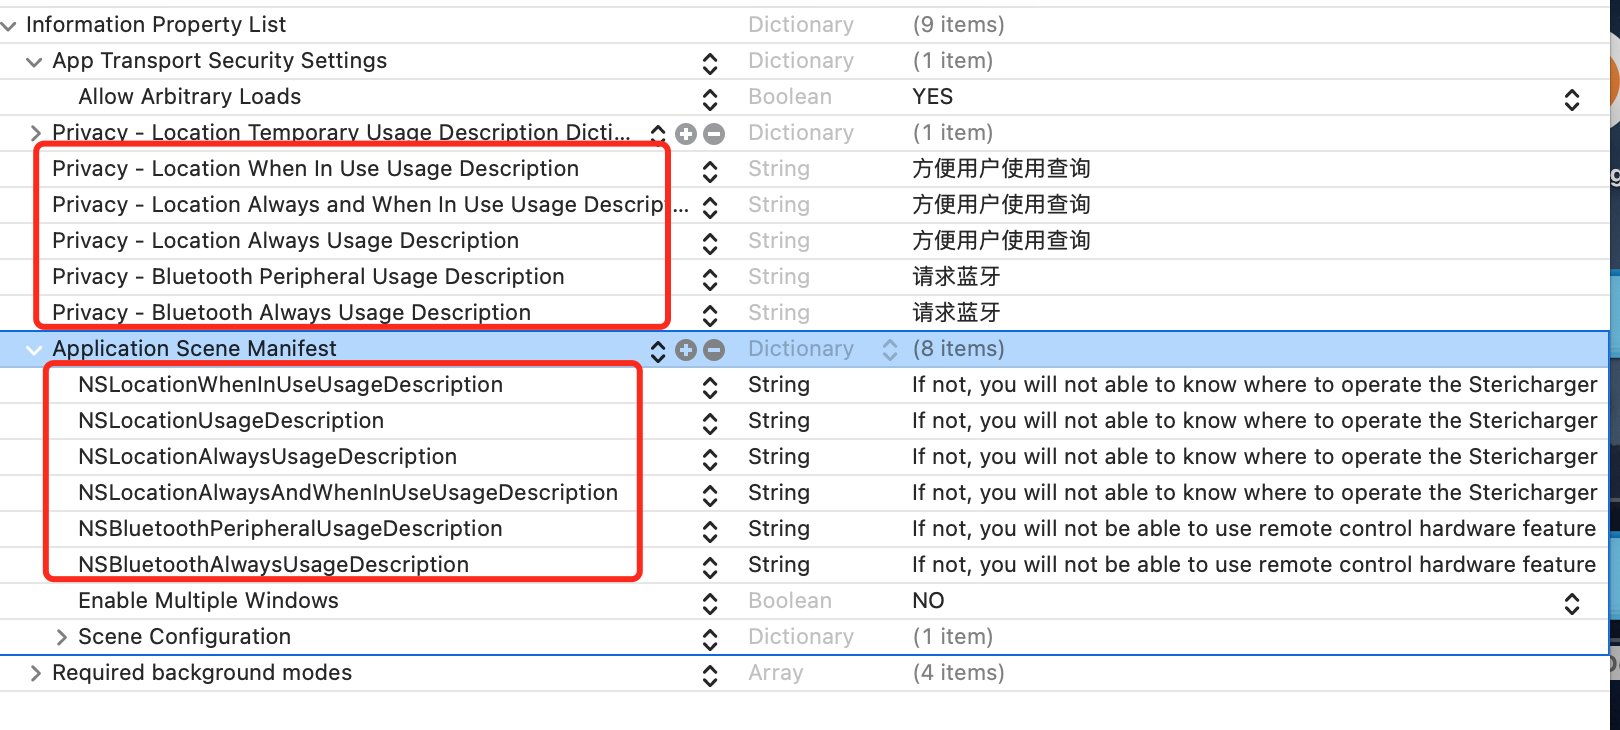 Information Property List Dictionary (9 items)
App Transport Security Settings Dictionary (1 item)
Allow Arbitrary Loads Boolean YES
Privacy - Location Temporary Usage Description Dicti... Dictionary (1 item)
Privacy - Location When In Use Usage Description String 方便用户使用查询
Privacy - Location Always and When In Use Usage Descript... String 方便用户使用查询
Privacy - Location Always Usage Description String 方便用户使用查询
Privacy - Bluetooth Peripheral Usage Description String 请求蓝牙
Privacy - Bluetooth Always Usage Description String 请求蓝牙
Application Scene Manifest Dictionary (8 items)
NSLocationWhenInUseUsageDescription String If not, you will not able to know where to operate the Stericharger
NSLocationUsageDescription String If not, you will not able to know where to operate the Stericharger
NSLocationAlwaysUsageDescription String If not, you will not able to know where to operate the Stericharger
NSLocationAlwaysAndWhenInUseUsageDescription String If not, you will not able to know where to operate the Stericharger
NSBluetoothPeripheralUsageDescription String If not, you will not be able to use remote control hardware feature
NSBluetoothAlwaysUsageDescription String If not, you will not be able to use remote control hardware feature
Enable Multiple Windows Boolean NO
Scene Configuration Dictionary (1 item)
Required background modes Array (4 items)